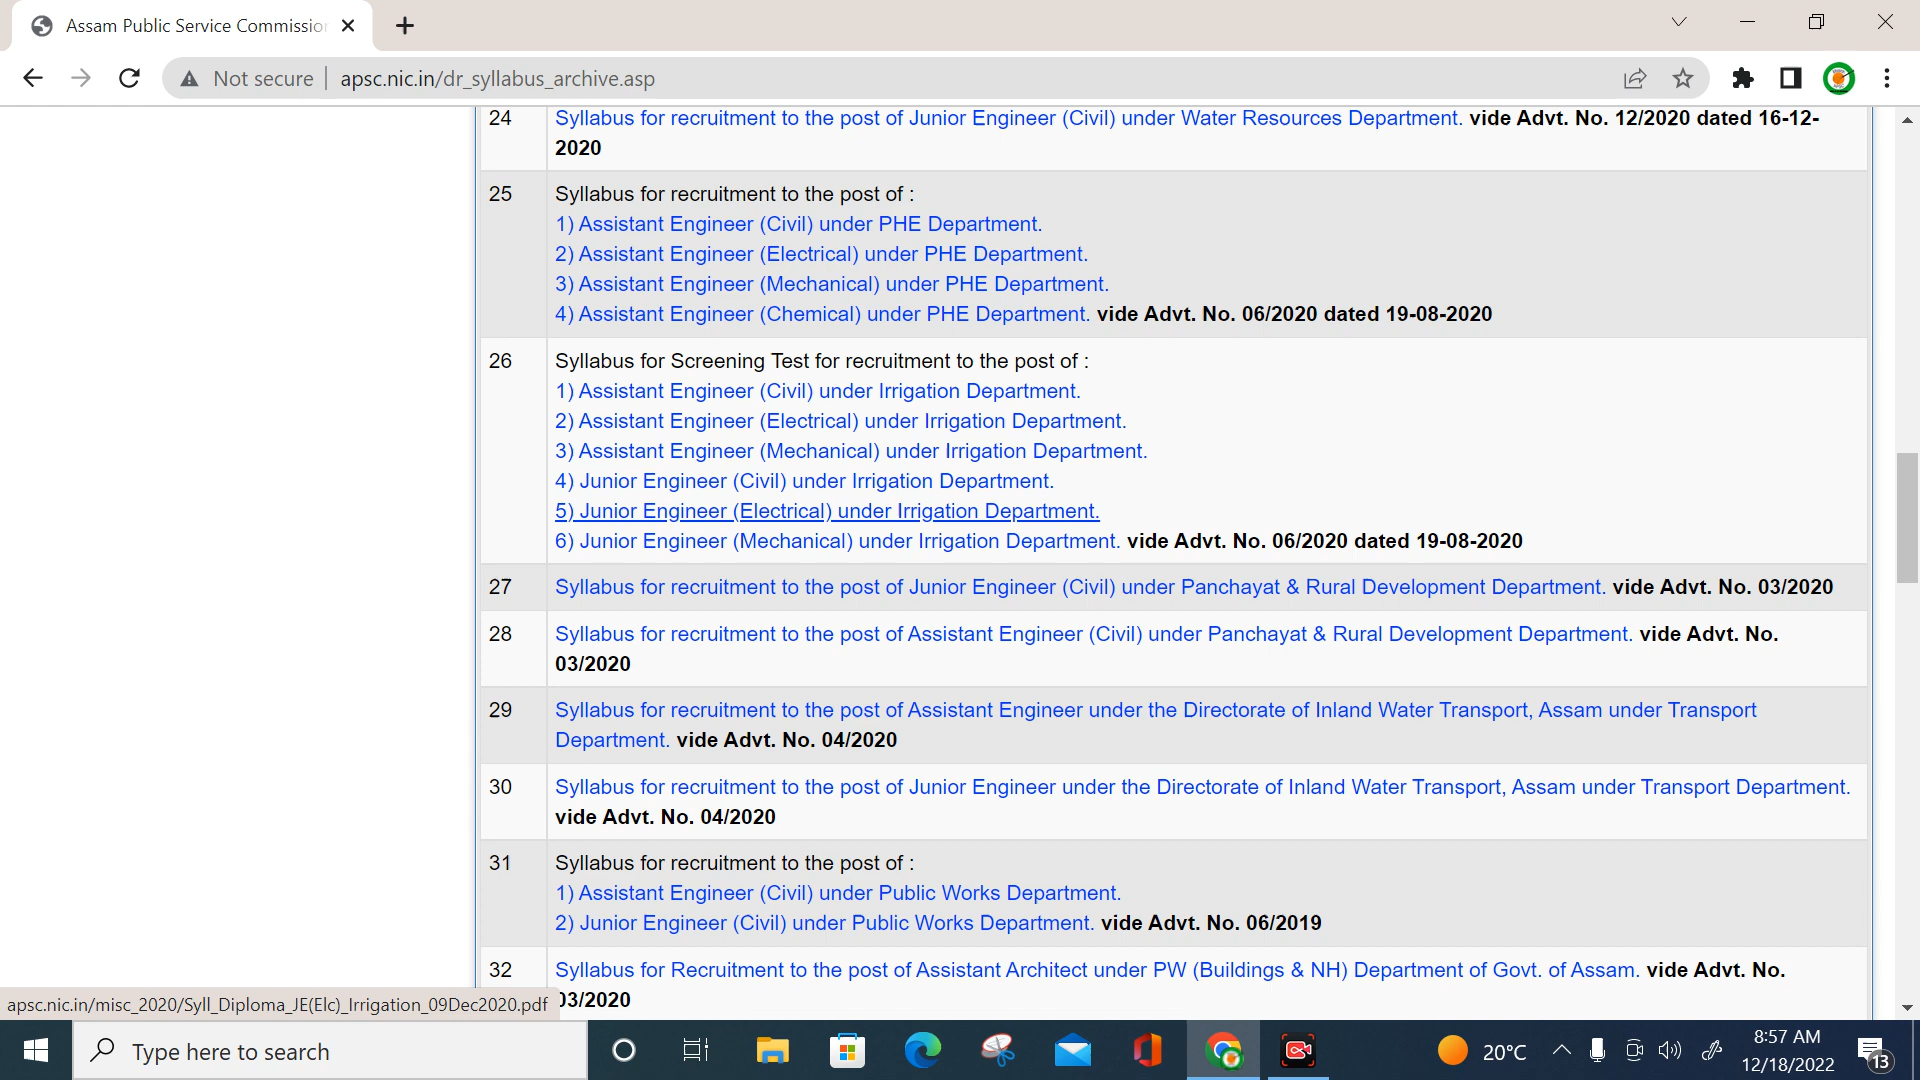 Assam Public Service Commission
Not secure
apsc.nic.in/dr_syllabus_archive.asp
24
Syllabus for recruitment to the post of Junior Engineer (Civil) under Water Resources Department. vide Advt. No. 12/2020 dated 16-12-
2020
25
Syllabus for recruitment to the post of :
1) Assistant Engineer (Civil) under PHE Department.
2) Assistant Engineer (Electrical) under PHE Department.
3) Assistant Engineer (Mechanical) under PHE Department.
4) Assistant Engineer (Chemical) under PHE Department. vide Advt. No. 06/2020 dated 19-08-2020
26
Syllabus for Screening Test for recruitment to the post of :
1) Assistant Engineer (Civil) under Irrigation Department.
2) Assistant Engineer (Electrical) under Irrigation Department.
3) Assistant Engineer (Mechanical) under Irrigation Department.
4) Junior Engineer (Civil) under Irrigation Department.
5) Junior Engineer (Electrical) under Irrigation Department.
6) Junior Engineer (Mechanical) under Irrigation Department. vide Advt. No. 06/2020 dated 19-08-2020
27
Syllabus for recruitment to the post of Junior Engineer (Civil) under Panchayat & Rural Development Department. vide Advt. No. 03/2020
28
Syllabus for recruitment to the post of Assistant Engineer (Civil) under Panchayat & Rural Development Department. vide Advt. No.
03/2020
29
Syllabus for recruitment to the post of Assistant Engineer under the Directorate of Inland Water Transport, Assam under Transport
Department. vide Advt. No. 04/2020
30
Syllabus for recruitment to the post of Junior Engineer under the Directorate of Inland Water Transport, Assam under Transport Department.
vide Advt. No. 04/2020
31
Syllabus for recruitment to the post of :
1) Assistant Engineer (Civil) under Public Works Department.
2) Junior Engineer (Civil) under Public Works Department. vide Advt. No. 06/2019
32
Syllabus for Recruitment to the post of Assistant Architect under PW (Buildings & NH) Department of Govt. of Assam. vide Advt. No.
03/2020
apsc.nic.in/misc_2020/Syll_Diploma_JE(Elc)_Irrigation_09Dec2020.pdf
Type here to search
20°C
8:57 AM
12/18/2022
13